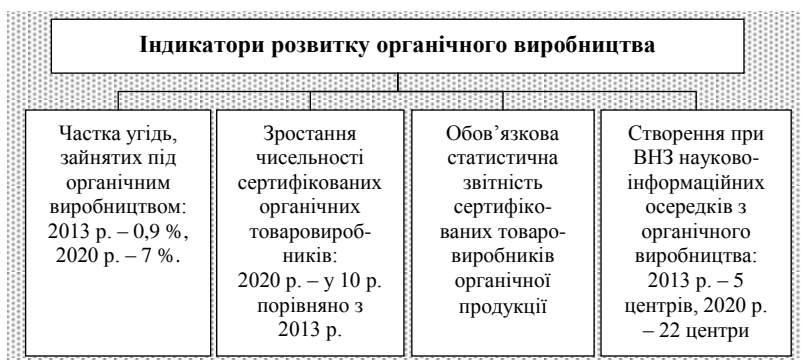 Індикатори розвитку органічного виробництва
Частка угідь,
зайнятих під
органічним
виробництвом:
2013 р. – 0,9 %,
2020 р. – 7 %.
Зростання
чисельності
сертифікованих
органічних
товаровироб-
ників:
2020 р. – у 10 р.
порівняно з
2013 р.
Обов’язкова
статистична
звітність
сертифіко-
ваних товаро-
виробників
органічної
продукції
Створення при
ВНЗ науково-
інформаційних
осередків з
органічного
виробництва:
2013 р. – 5
центрів, 2020 р.
– 22 центри